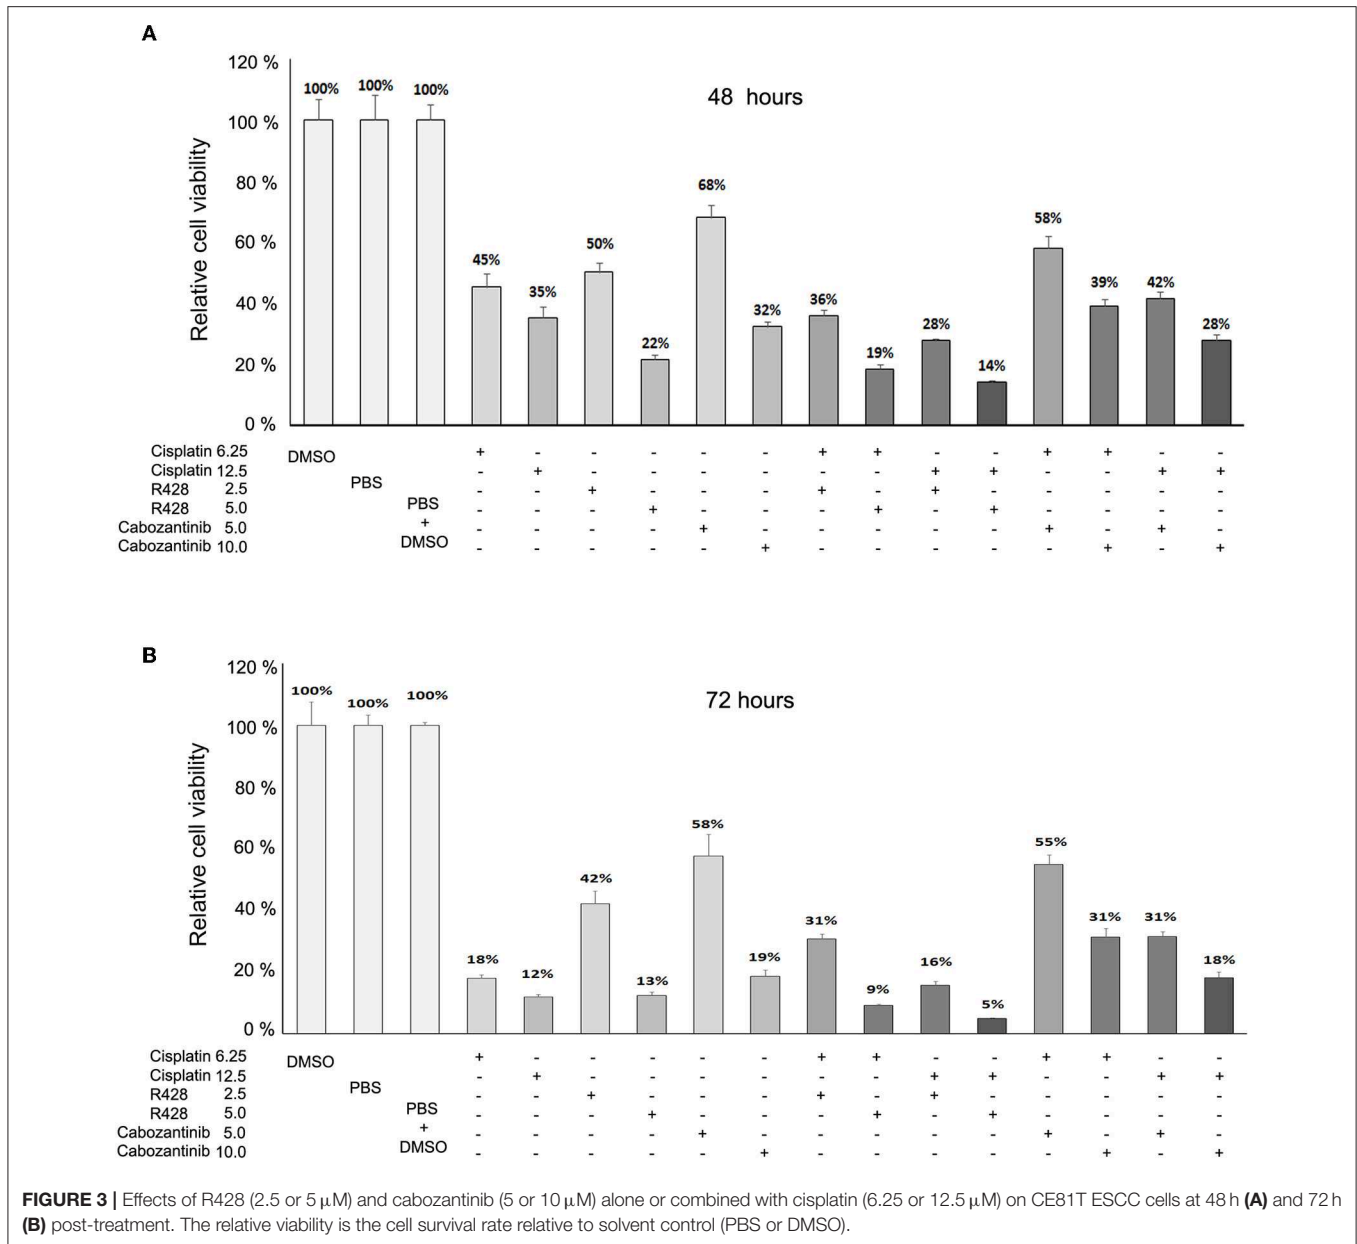 A
120 %
100 %
80 %
60 %
40 %
20 %
0 %
Relative cell viability
48 hours
100% 100% 100% 45% 35% 50% 22% 68% 32% 36% 19% 28% 14% 58% 39% 42% 28%
DMSO
PBS
PBS
+
DMSO
Cisplatin 6.25 + - - - - - + + - - + + - -
Cisplatin 12.5 - + - - - - - - + + - - + +
R428 2.5 - - + - - - + - + - - - - -
R428 5.0 - - - + - - - + - + - - - -
Cabozantinib 5.0 - - - - + - - - - - + - + -
Cabozantinib 10.0 - - - - - + - - - - - + - +
B
120 %
100 %
80 %
60 %
40 %
20 %
0 %
Relative cell viability
72 hours
100% 100% 100% 18% 12% 42% 13% 58% 19% 31% 9% 16% 5% 55% 31% 31% 18%
DMSO
PBS
PBS
+
DMSO
Cisplatin 6.25 + - - - - - + + - - + + - -
Cisplatin 12.5 - + - - - - - - + + - - + +
R428 2.5 - - + - - - + - + - - - - -
R428 5.0 - - - + - - - + - + - - - -
Cabozantinib 5.0 - - - - + - - - - - + - + -
Cabozantinib 10.0 - - - - - + - - - - - + - +
FIGURE 3 | Effects of R428 (2.5 or 5 μM) and cabozantinib (5 or 10 μM) alone or combined with cisplatin (6.25 or 12.5 μM) on CE81T ESCC cells at 48 h (A) and 72 h
(B) post-treatment. The relative viability is the cell survival rate relative to solvent control (PBS or DMSO).